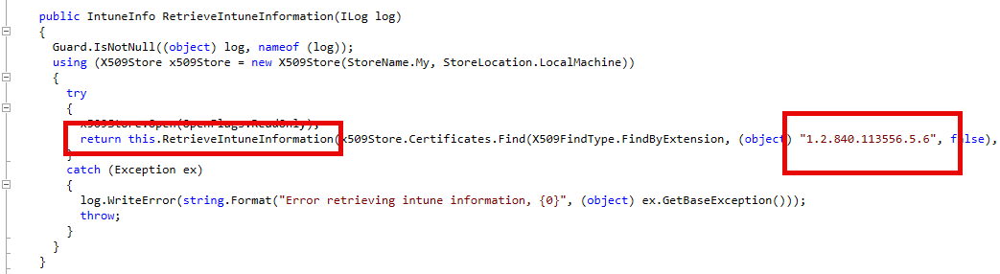 public IntuneInfo RetrieveIntuneInformation(ILog log)
{
Guard.IsNotNull((object) log, nameof (log));
using (X509Store x509Store = new X509Store(StoreName.My, StoreLocation.LocalMachine))
{
try
{
x509Store.Open(OpenFlags.ReadOnly);
return this.RetrieveIntuneInformation(x509Store.Certificates.Find(X509FindType.FindByExtension, (object) "1.2.840.113556.5.6", false),
}
catch (Exception ex)
{
log.WriteError(string.Format("Error retrieving intune information, {0}", (object) ex.GetBaseException()));
throw;
}
}
}